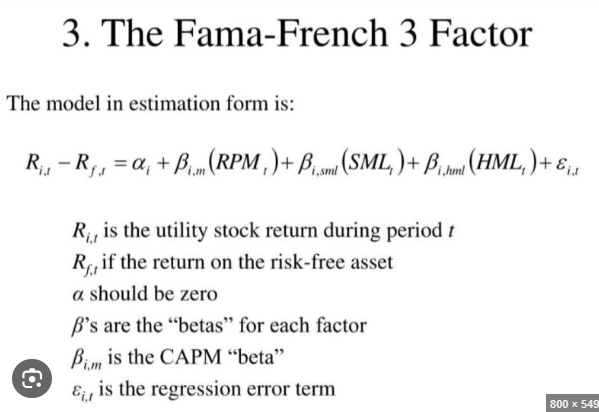 3. The Fama-French 3 Factor
The model in estimation form is:
R_{i,t} − R_{f,t} = α_i + β_{i,m}(RPM_t) + β_{i,sml}(SML_t) + β_{i,hml}(HML_t) + ε_{i,t}
R_{i,t} is the utility stock return during period t
R_{f,t} if the return on the risk-free asset
α should be zero
β's are the “betas” for each factor
β_{i,m} is the CAPM “beta”
ε_{i,t} is the regression error term
800 × 549